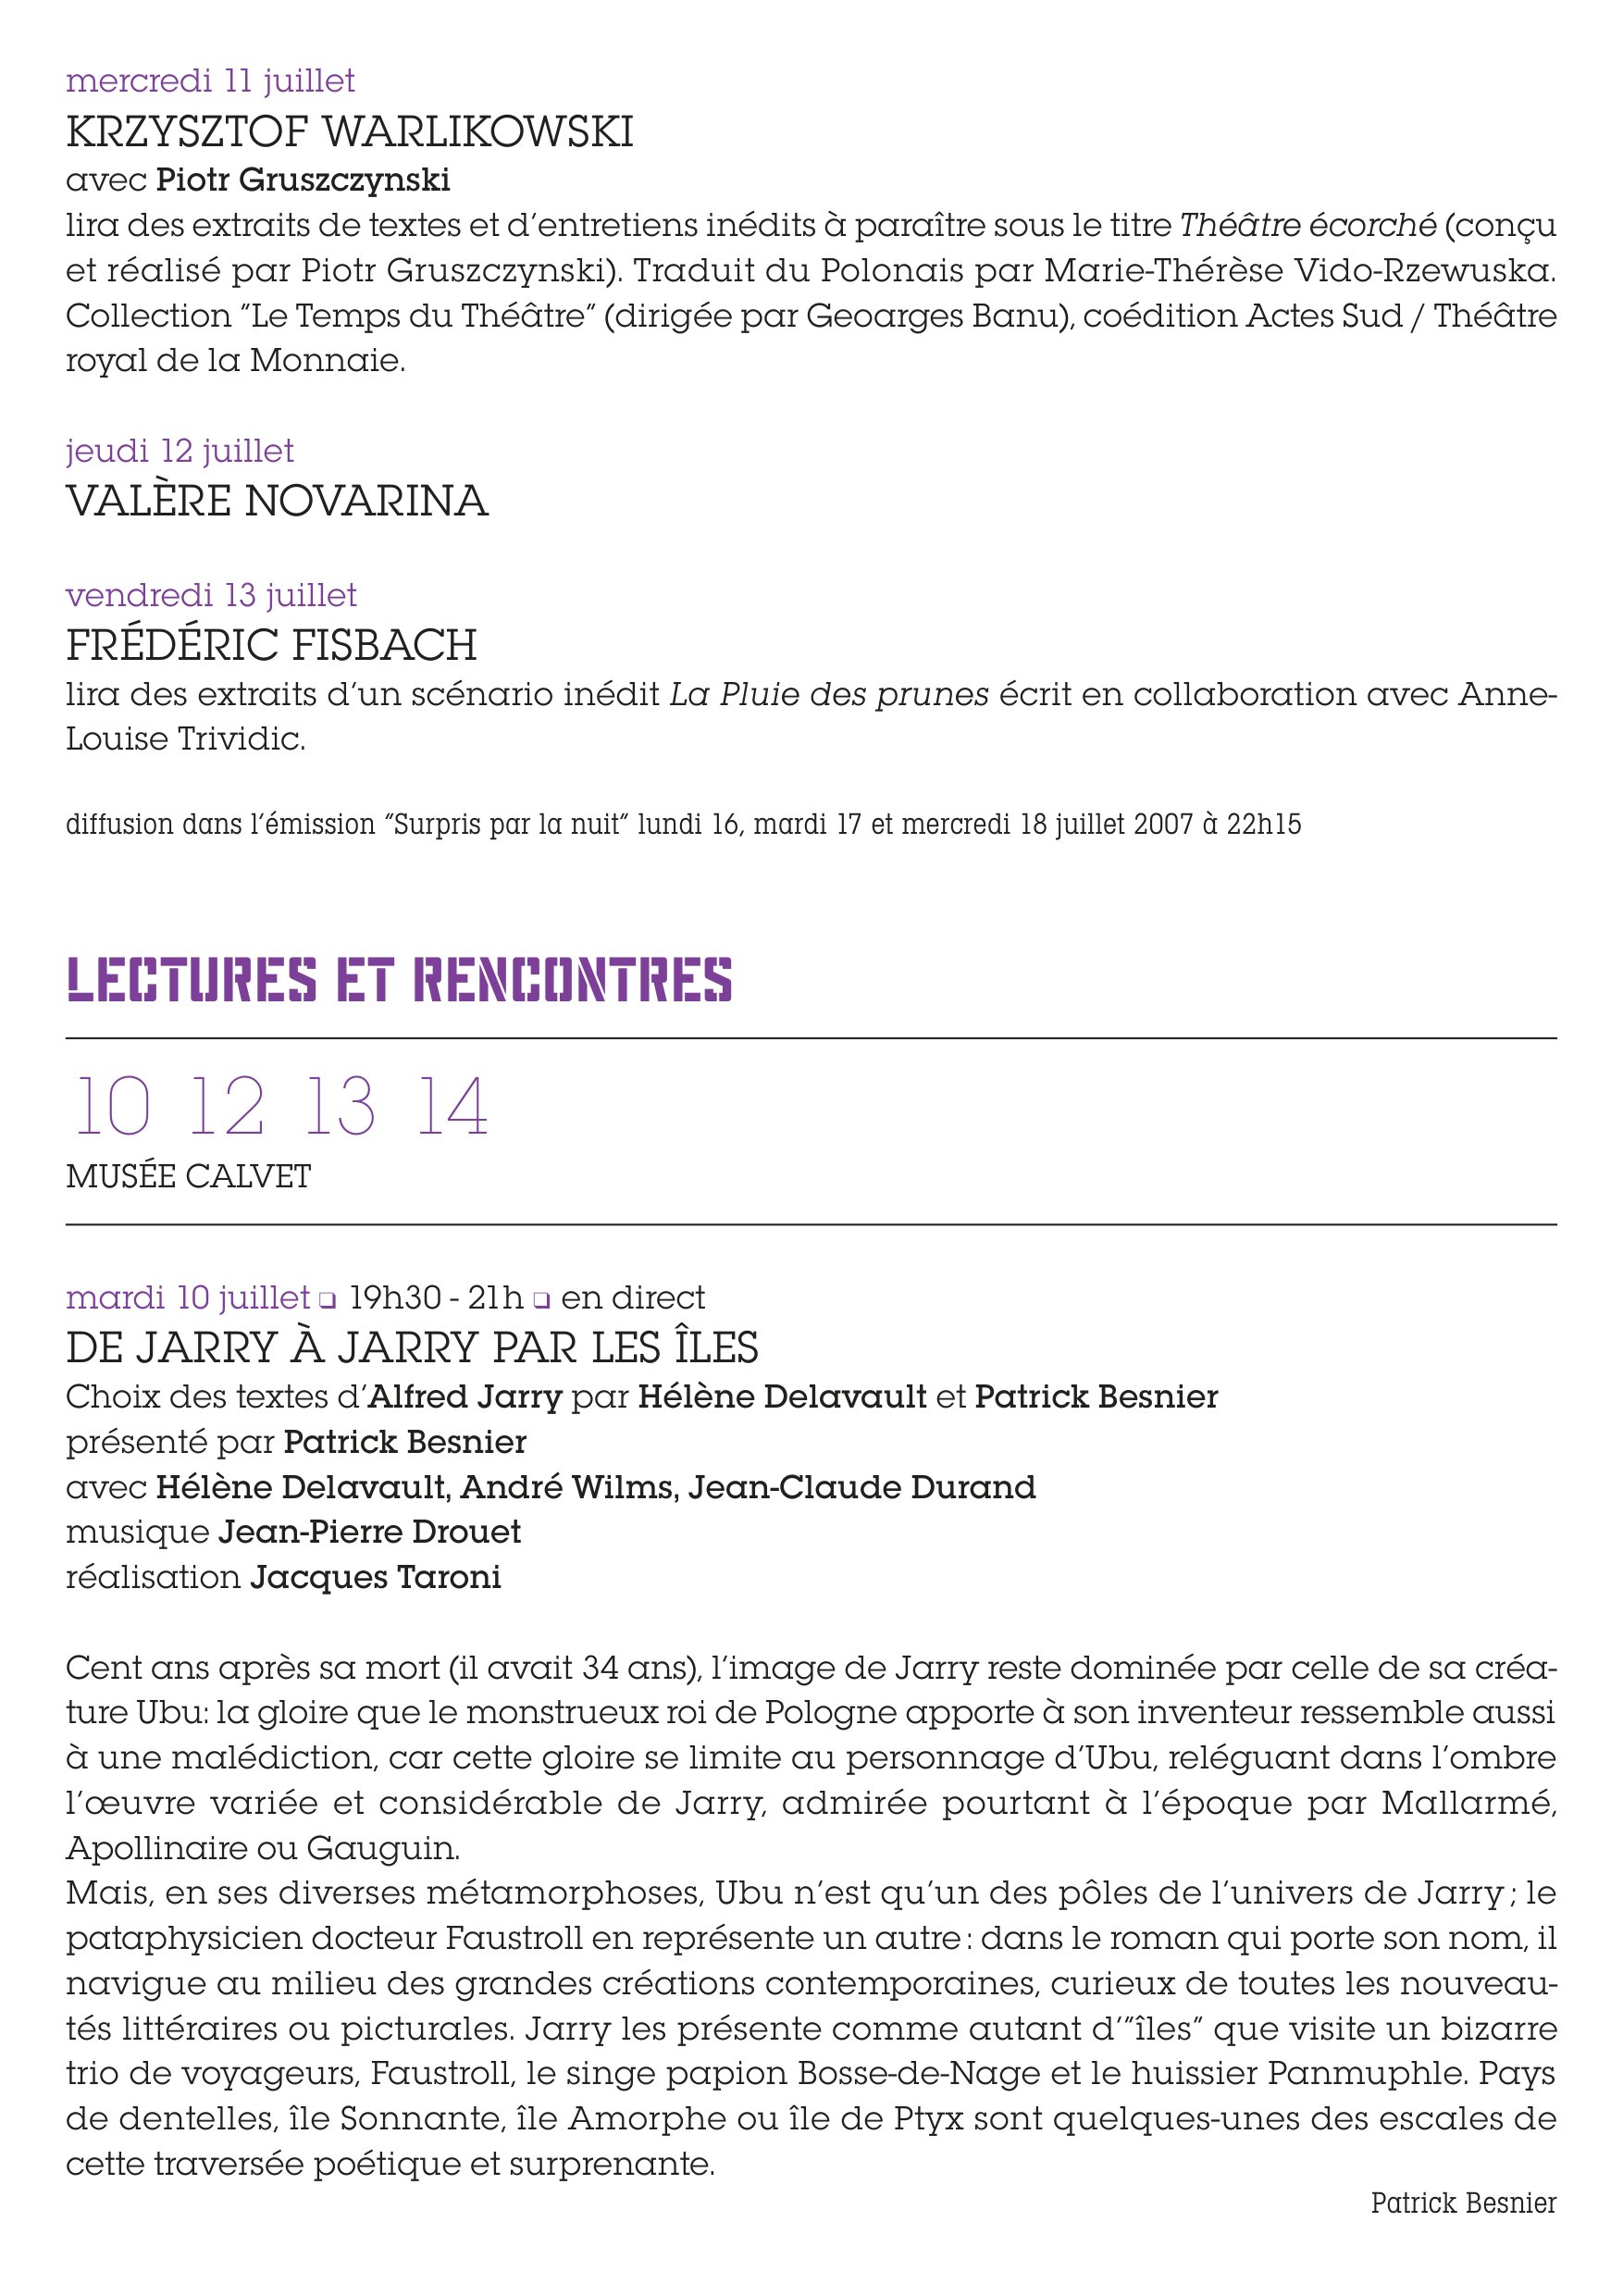 mercredi 11 juillet
KRZYSZTOF WARLIKOWSKI
avec Piotr Gruszczynski
lira des extraits de textes et d'entretiens inédits à paraître sous le titre Théâtre écorché (conçu
et réalisé par Piotr Gruszczynski). Traduit du Polonais par Marie-Thérèse Vido-Rzewuska.
Collection "Le Temps du Théâtre" (dirigée par Geoarges Banu), coédition Actes Sud / Théâtre
royal de la Monnaie.
jeudi 12 juillet
VALÈRE NOVARINA
vendredi 13 juillet
FRÉDÉRIC FISBACH
lira des extraits d'un scénario inédit La Pluie des prunes écrit en collaboration avec Anne-
Louise Trividic.
diffusion dans l'émission "Surpris par la nuit" lundi 16, mardi 17 et mercredi 18 juillet 2007 à 22h15
LECTURES ET RENCONTRES
10 12 13 14
MUSÉE CALVET
mardi 10 juillet ❏ 19h30 - 21h ❏ en direct
DE JARRY À JARRY PAR LES ÎLES
Choix des textes d'Alfred Jarry par Hélène Delavault et Patrick Besnier
présenté par Patrick Besnier
avec Hélène Delavault, André Wilms, Jean-Claude Durand
musique Jean-Pierre Drouet
réalisation Jacques Taroni
Cent ans après sa mort (il avait 34 ans), l'image de Jarry reste dominée par celle de sa créa-
ture Ubu: la gloire que le monstrueux roi de Pologne apporte à son inventeur ressemble aussi
à une malédiction, car cette gloire se limite au personnage d'Ubu, reléguant dans l'ombre
l'œuvre variée et considérable de Jarry, admirée pourtant à l'époque par Mallarmé,
Apollinaire ou Gauguin.
Mais, en ses diverses métamorphoses, Ubu n'est qu'un des pôles de l'univers de Jarry ; le
pataphysicien docteur Faustroll en représente un autre : dans le roman qui porte son nom, il
navigue au milieu des grandes créations contemporaines, curieux de toutes les nouveau-
tés littéraires ou picturales. Jarry les présente comme autant d'"îles" que visite un bizarre
trio de voyageurs, Faustroll, le singe papion Bosse-de-Nage et le huissier Panmuphle. Pays
de dentelles, île Sonnante, île Amorphe ou île de Ptyx sont quelques-unes des escales de
cette traversée poétique et surprenante.
Patrick Besnier